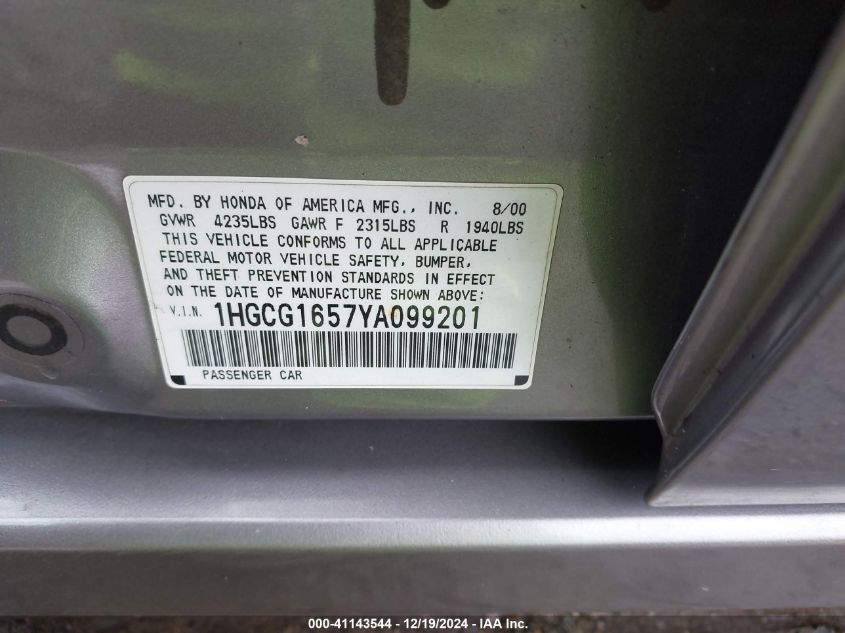 MFD. BY HONDA OF AMERICA MFG., INC. 8/00
GVWR 4235LBS GAWR F 2315LBS R 1940LBS
THIS VEHICLE CONFORMS TO ALL APPLICABLE
FEDERAL MOTOR VEHICLE SAFETY, BUMPER,
AND THEFT PREVENTION STANDARDS IN EFFECT
ON THE DATE OF MANUFACTURE SHOWN ABOVE:
V.I.N. 1HGCG1657YA099201
PASSENGER CAR
000-41143544 - 12/19/2024 - IAA Inc.